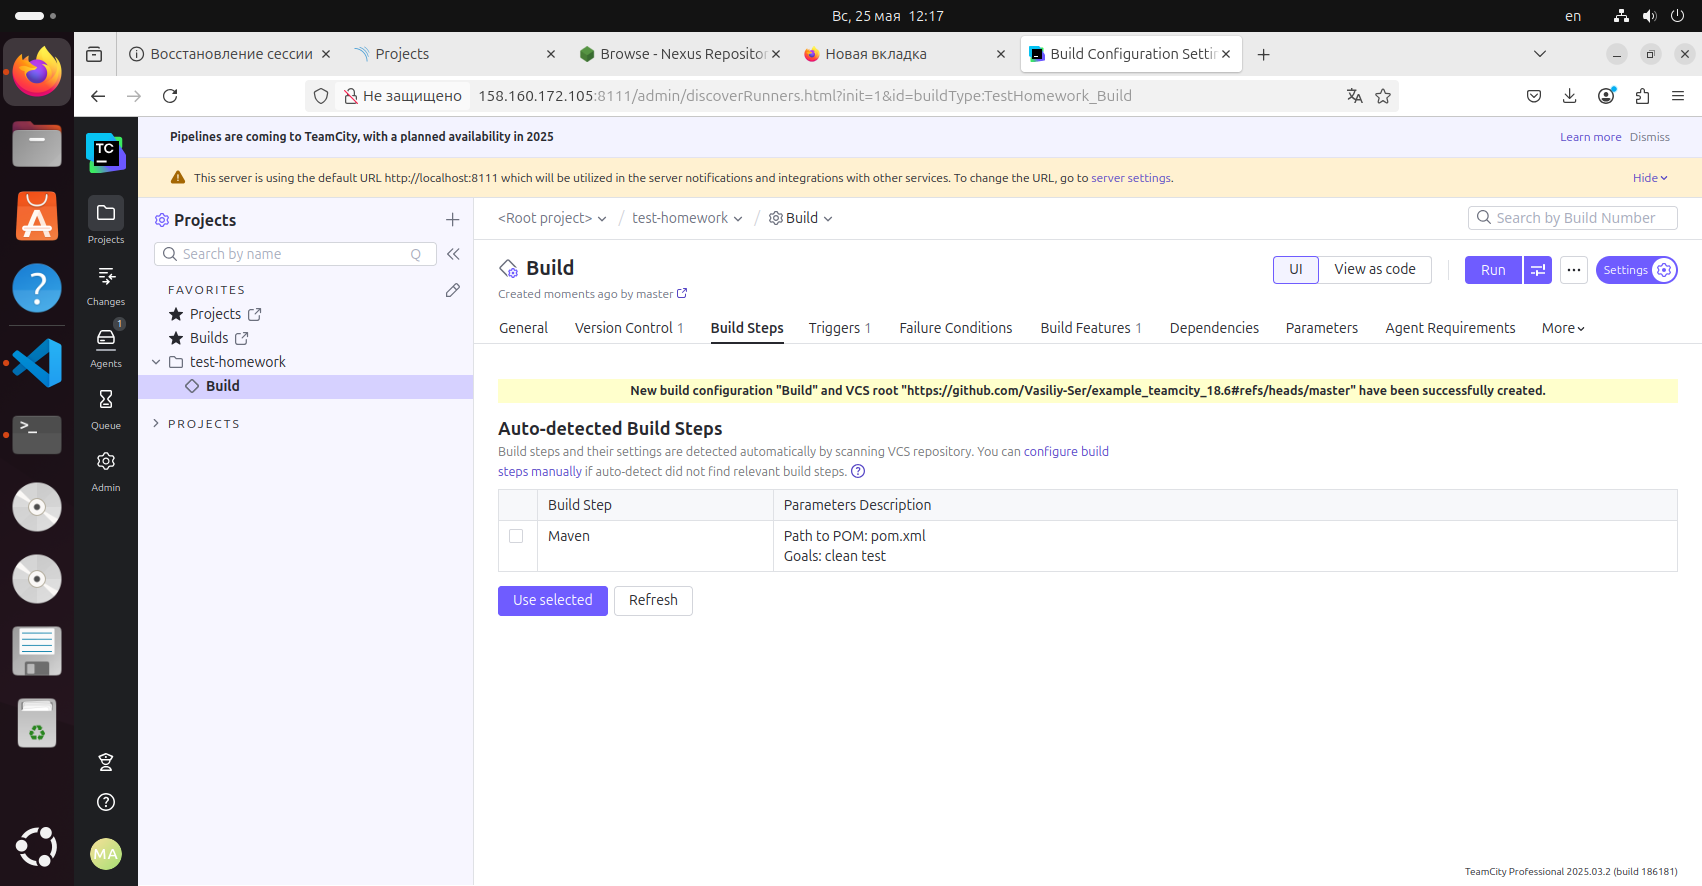 Вс, 25 мая  12:17
en
Восстановление сессии
Projects
Browse - Nexus Repositor
Новая вкладка
Build Configuration Settin
Не защищено
158.160.172.105:8111/admin/discoverRunners.html?init=1&id=buildType:TestHomework_Build
TC
Projects
Changes
1
Agents
Queue
Admin
MA
Pipelines are coming to TeamCity, with a planned availability in 2025
Learn more
Dismiss
This server is using the default URL http://localhost:8111 which will be utilized in the server notifications and integrations with other services. To change the URL, go to server settings.
Hide
Projects
Search by name
Q
FAVORITES
Projects
Builds
test-homework
Build
PROJECTS
<Root project> / test-homework / Build
Search by Build Number
Build
Created moments ago by master
UI
View as code
Run
...
Settings
General
Version Control 1
Build Steps
Triggers 1
Failure Conditions
Build Features 1
Dependencies
Parameters
Agent Requirements
More
New build configuration "Build" and VCS root "https://github.com/Vasiliy-Ser/example_teamcity_18.6#refs/heads/master" have been successfully created.
Auto-detected Build Steps
Build steps and their settings are detected automatically by scanning VCS repository. You can configure build
steps manually if auto-detect did not find relevant build steps.
Build Step
Parameters Description
Maven
Path to POM: pom.xml
Goals: clean test
Use selected
Refresh
TeamCity Professional 2025.03.2 (build 186181)